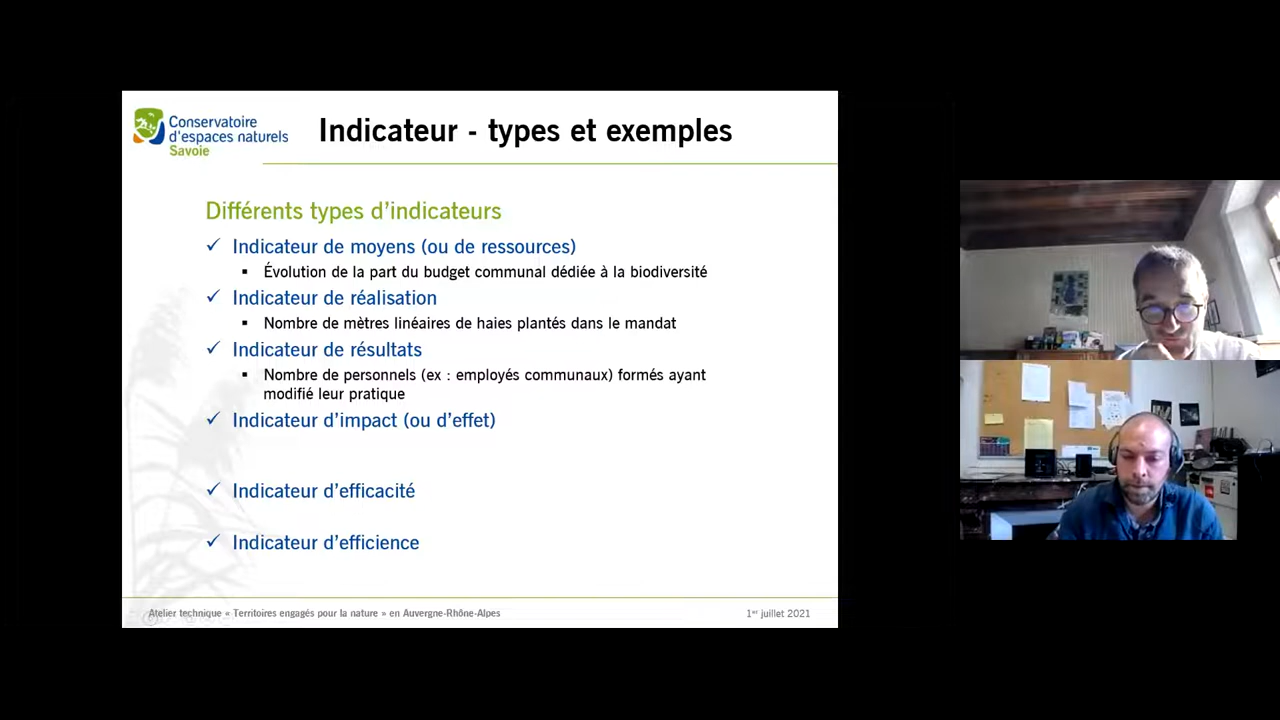 Conservatoire
d'espaces naturels
Savoie
Indicateur - types et exemples
Différents types d'indicateurs
✓ Indicateur de moyens (ou de ressources)
▪ Évolution de la part du budget communal dédiée à la biodiversité
✓ Indicateur de réalisation
▪ Nombre de mètres linéaires de haies plantés dans le mandat
✓ Indicateur de résultats
▪ Nombre de personnels (ex : employés communaux) formés ayant
modifié leur pratique
✓ Indicateur d'impact (ou d'effet)
✓ Indicateur d'efficacité
✓ Indicateur d'efficience
Atelier technique « Territoires engagés pour la nature » en Auvergne-Rhône-Alpes
1er juillet 2021